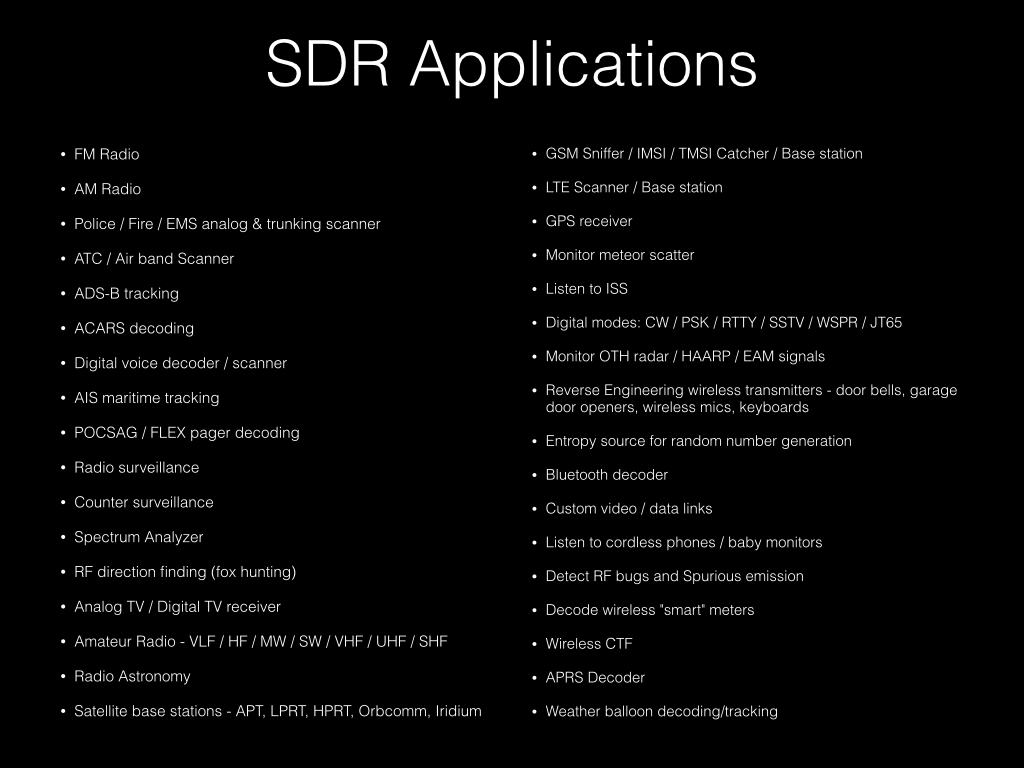 SDR Applications
• FM Radio
• AM Radio
• Police / Fire / EMS analog & trunking scanner
• ATC / Air band Scanner
• ADS-B tracking
• ACARS decoding
• Digital voice decoder / scanner
• AIS maritime tracking
• POCSAG / FLEX pager decoding
• Radio surveillance
• Counter surveillance
• Spectrum Analyzer
• RF direction finding (fox hunting)
• Analog TV / Digital TV receiver
• Amateur Radio - VLF / HF / MW / SW / VHF / UHF / SHF
• Radio Astronomy
• Satellite base stations - APT, LPRT, HPRT, Orbcomm, Iridium
• GSM Sniffer / IMSI / TMSI Catcher / Base station
• LTE Scanner / Base station
• GPS receiver
• Monitor meteor scatter
• Listen to ISS
• Digital modes: CW / PSK / RTTY / SSTV / WSPR / JT65
• Monitor OTH radar / HAARP / EAM signals
• Reverse Engineering wireless transmitters - door bells, garage
door openers, wireless mics, keyboards
• Entropy source for random number generation
• Bluetooth decoder
• Custom video / data links
• Listen to cordless phones / baby monitors
• Detect RF bugs and Spurious emission
• Decode wireless "smart" meters
• Wireless CTF
• APRS Decoder
• Weather balloon decoding/tracking